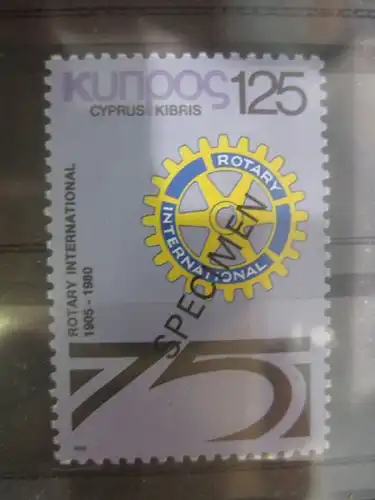 κυπρος 125
CYPRUS KIBRIS
ROTARY INTERNATIONAL
1905 - 1980
ROTARY
INTERNATIONAL
SPECIMEN
75